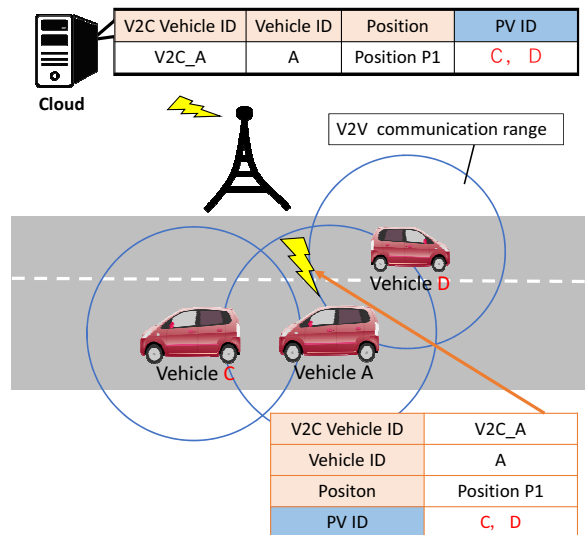 V2C Vehicle ID Vehicle ID Position PV ID
V2C_A A Position P1 C, D
Cloud
V2V communication range
Vehicle D
Vehicle C Vehicle A
V2C Vehicle ID V2C_A
Vehicle ID A
Positon Position P1
PV ID C, D